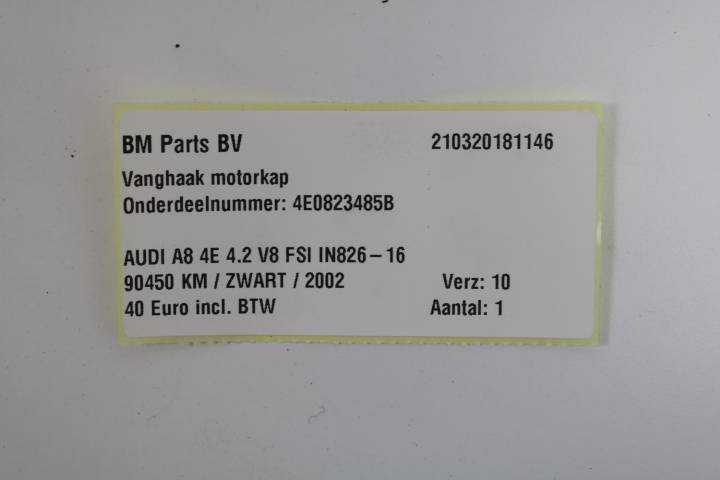 BM Parts BV 210320181146
Vanghaak motorkap
Onderdeelnummer: 4E0823485B
AUDI A8 4E 4.2 V8 FSI IN826-16
90450 KM / ZWART / 2002 Verz: 10
40 Euro incl. BTW Aantal: 1